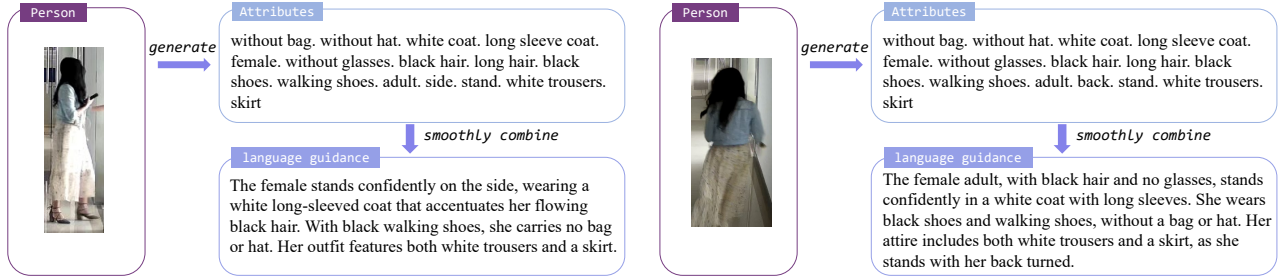 Person
generate
Attributes
without bag. without hat. white coat. long sleeve coat.
female. without glasses. black hair. long hair. black
shoes. walking shoes. adult. side. stand. white trousers.
skirt
smoothly combine
language guidance
The female stands confidently on the side, wearing a
white long-sleeved coat that accentuates her flowing
black hair. With black walking shoes, she carries no bag
or hat. Her outfit features both white trousers and a skirt.
Person
generate
Attributes
without bag. without hat. white coat. long sleeve coat.
female. without glasses. black hair. long hair. black
shoes. walking shoes. adult. back. stand. white trousers.
skirt
smoothly combine
language guidance
The female adult, with black hair and no glasses, stands
confidently in a white coat with long sleeves. She wears
black shoes and walking shoes, without a bag or hat. Her
attire includes both white trousers and a skirt, as she
stands with her back turned.